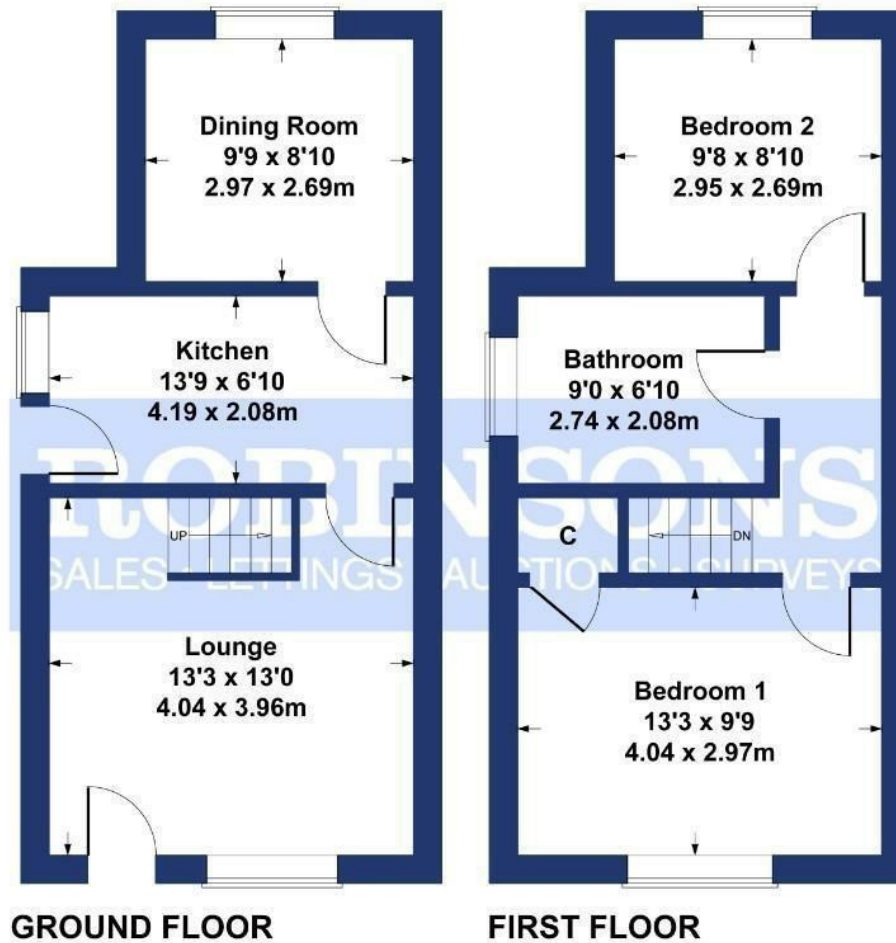 Dining Room
9'9 x 8'10
2.97 x 2.69m
Bedroom 2
9'8 x 8'10
2.95 x 2.69m
Kitchen
13'9 x 6'10
4.19 x 2.08m
Bathroom
9'0 x 6'10
2.74 x 2.08m
ROBINSONS
SALES • LETTINGS • AUCTIONS • SURVEYS
UP
C
DN
Lounge
13'3 x 13'0
4.04 x 3.96m
Bedroom 1
13'3 x 9'9
4.04 x 2.97m
GROUND FLOOR
FIRST FLOOR